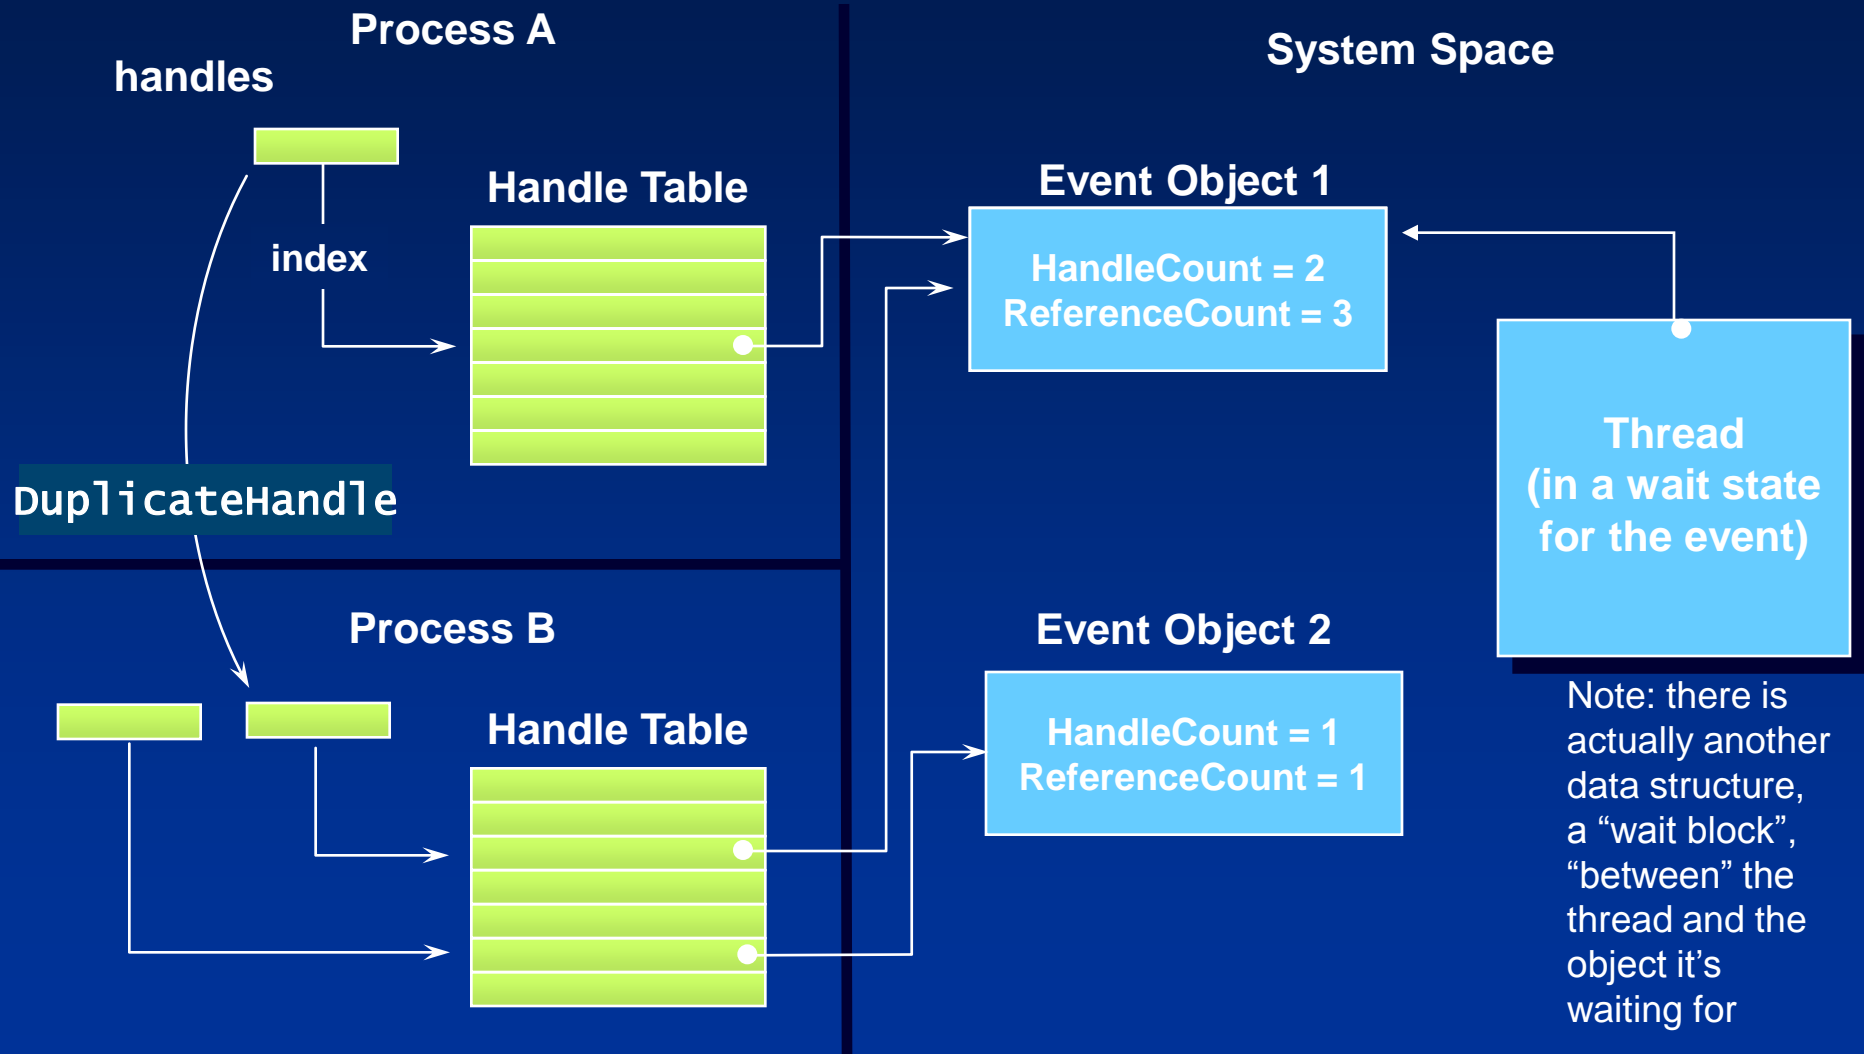 Process A
handles
index
Handle Table
DuplicateHandle
Process B
Handle Table
System Space
Event Object 1
HandleCount = 2
ReferenceCount = 3
Thread
(in a wait state
for the event)
Event Object 2
HandleCount = 1
ReferenceCount = 1
Note: there is
actually another
data structure,
a “wait block”,
“between” the
thread and the
object it’s
waiting for